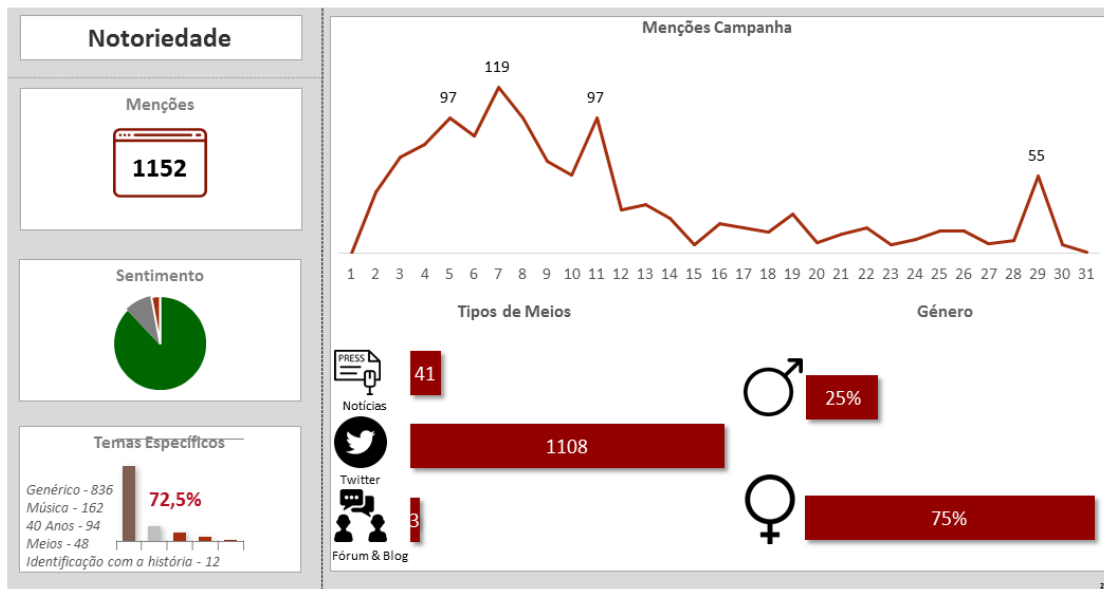 Notoriedade
Menções
1152
Sentimento
Temas Específicos
72,5%
Genérico - 836
Música - 162
40 Anos - 94
Meios - 48
Identificação com a história - 12
Menções Campanha
97
119
97
55
1 2 3 4 5 6 7 8 9 10 11 12 13 14 15 16 17 18 19 20 21 22 23 24 25 26 27 28 29 30 31
Tipos de Meios
PRESS
Notícias
41
Twitter
1108
Fórum & Blog
3
Género
25%
75%
2